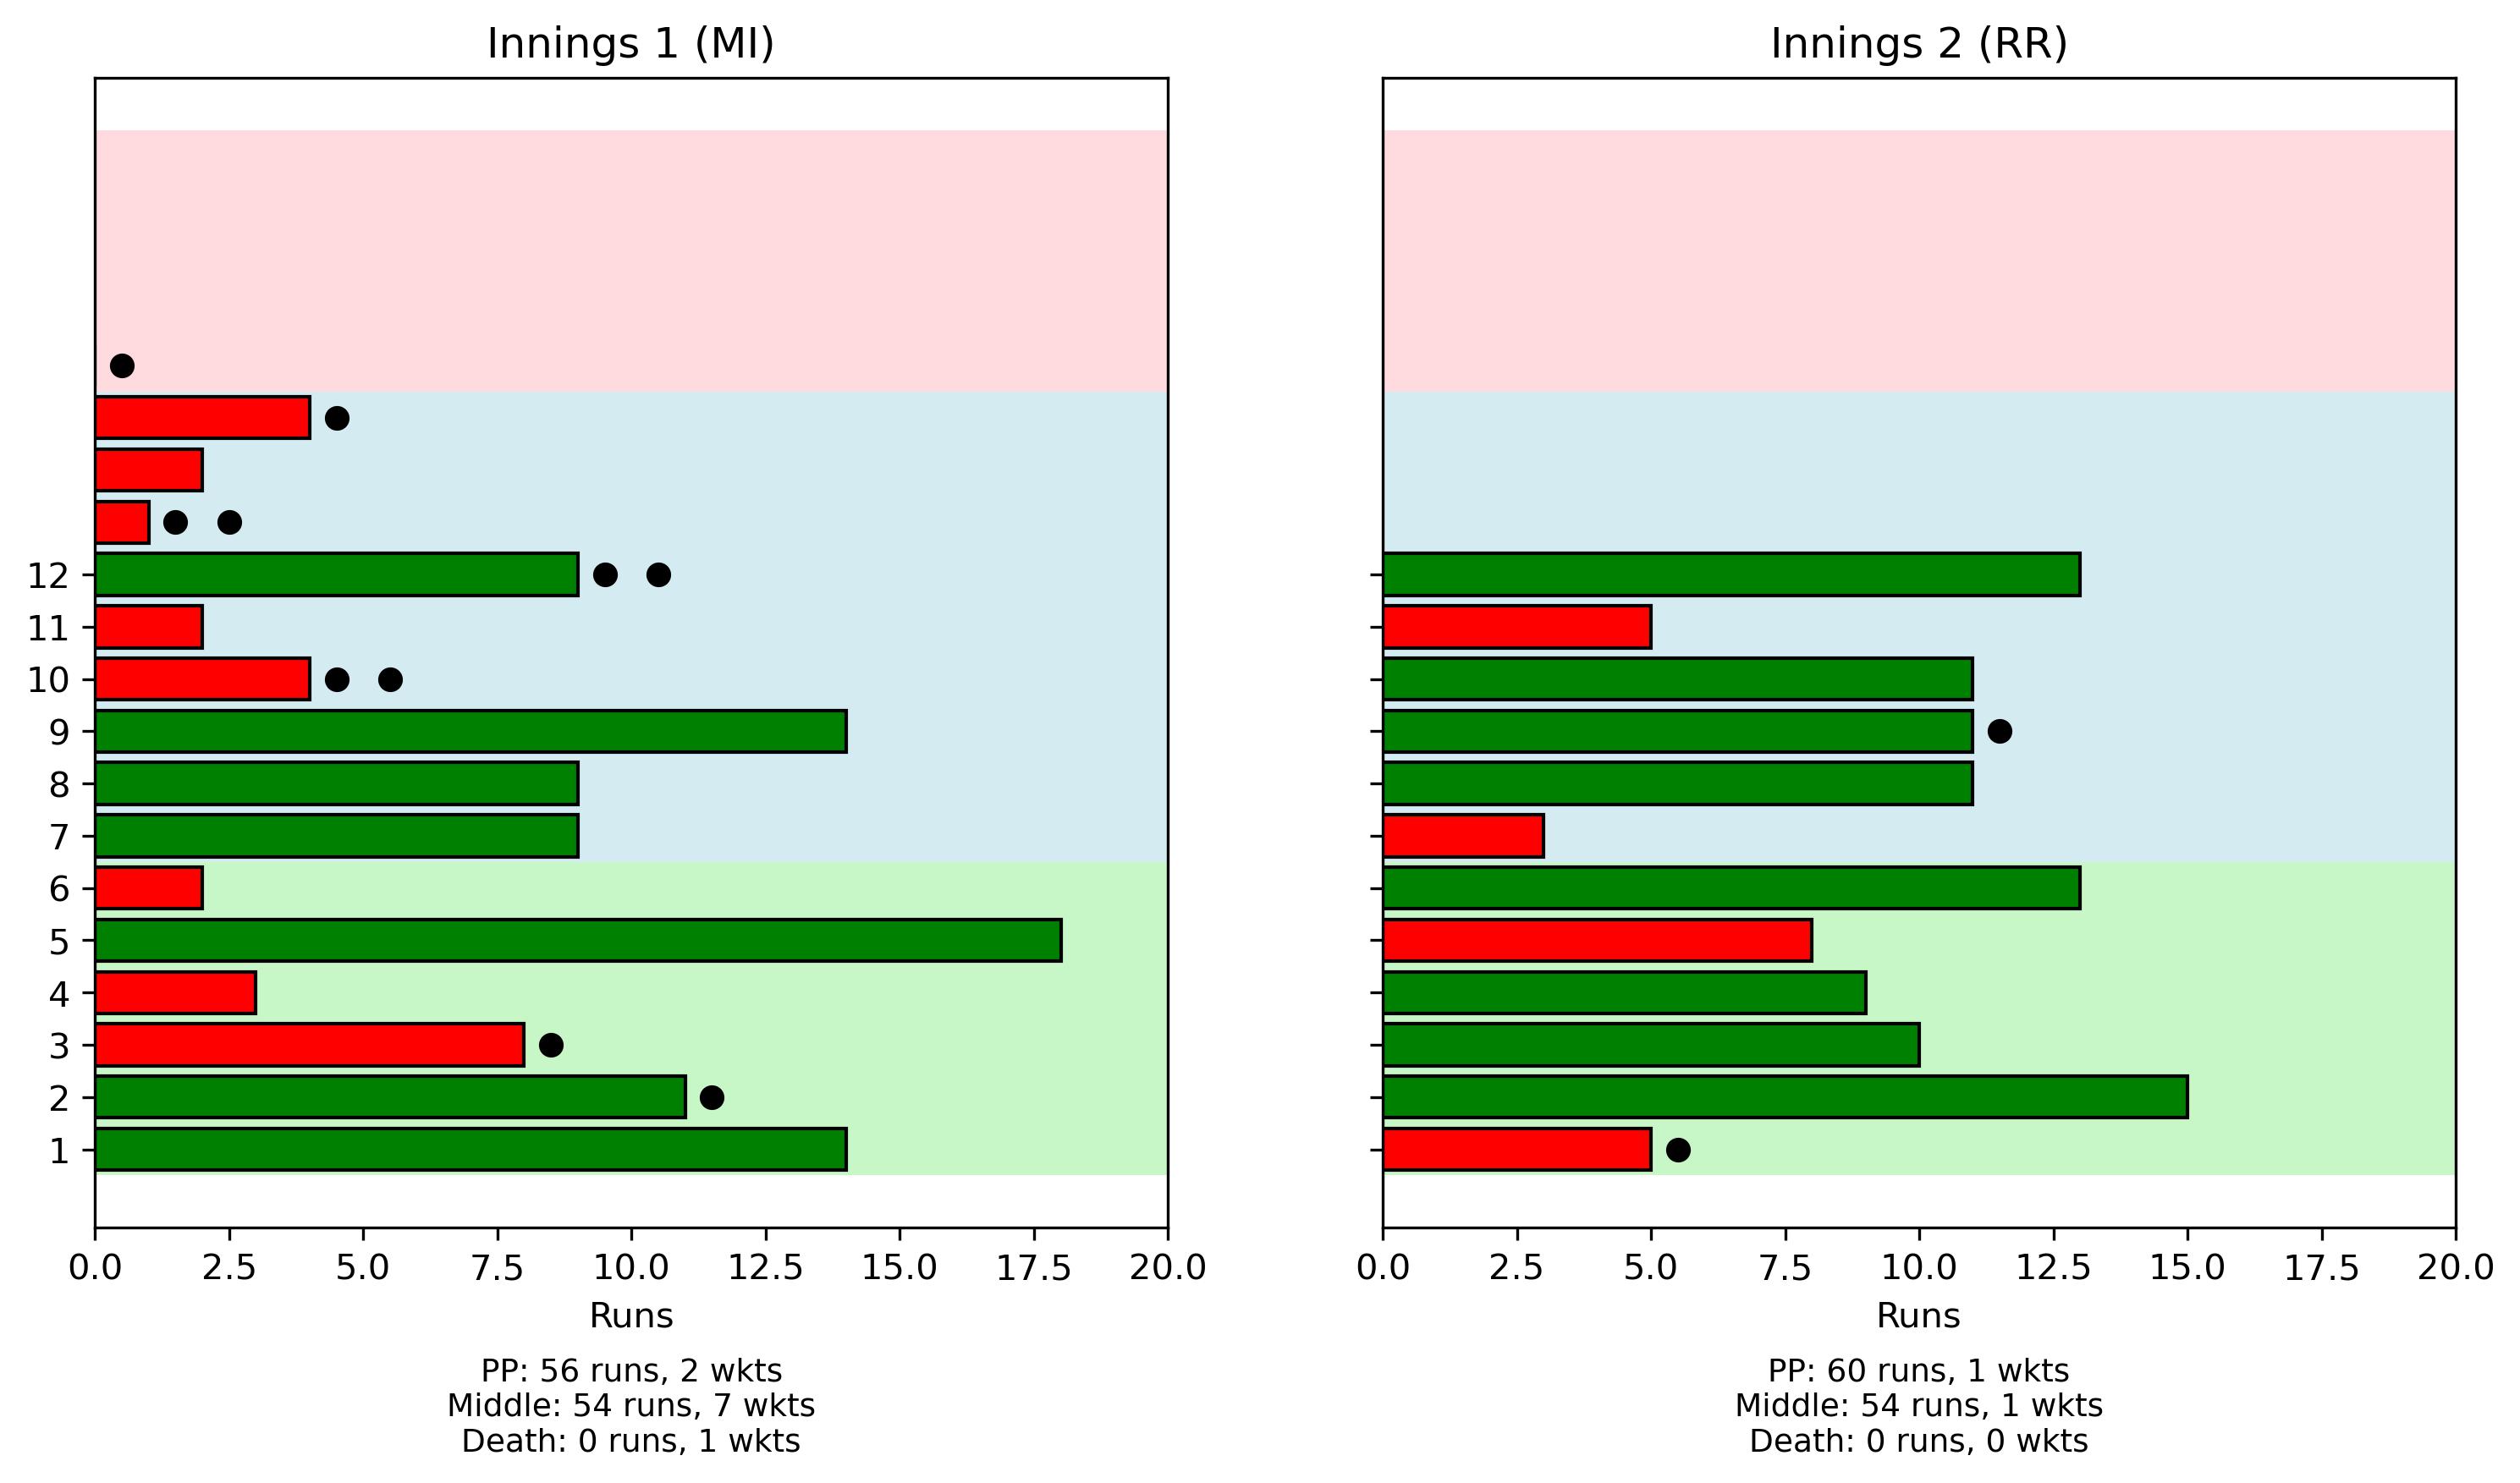 Innings 1 (MI)
12
11
10
9
8
7
6
5
4
3
2
1
0.0 2.5 5.0 7.5 10.0 12.5 15.0 17.5 20.0
Runs
PP: 56 runs, 2 wkts
Middle: 54 runs, 7 wkts
Death: 0 runs, 1 wkts
Innings 2 (RR)
0.0 2.5 5.0 7.5 10.0 12.5 15.0 17.5 20.0
Runs
PP: 60 runs, 1 wkts
Middle: 54 runs, 1 wkts
Death: 0 runs, 0 wkts